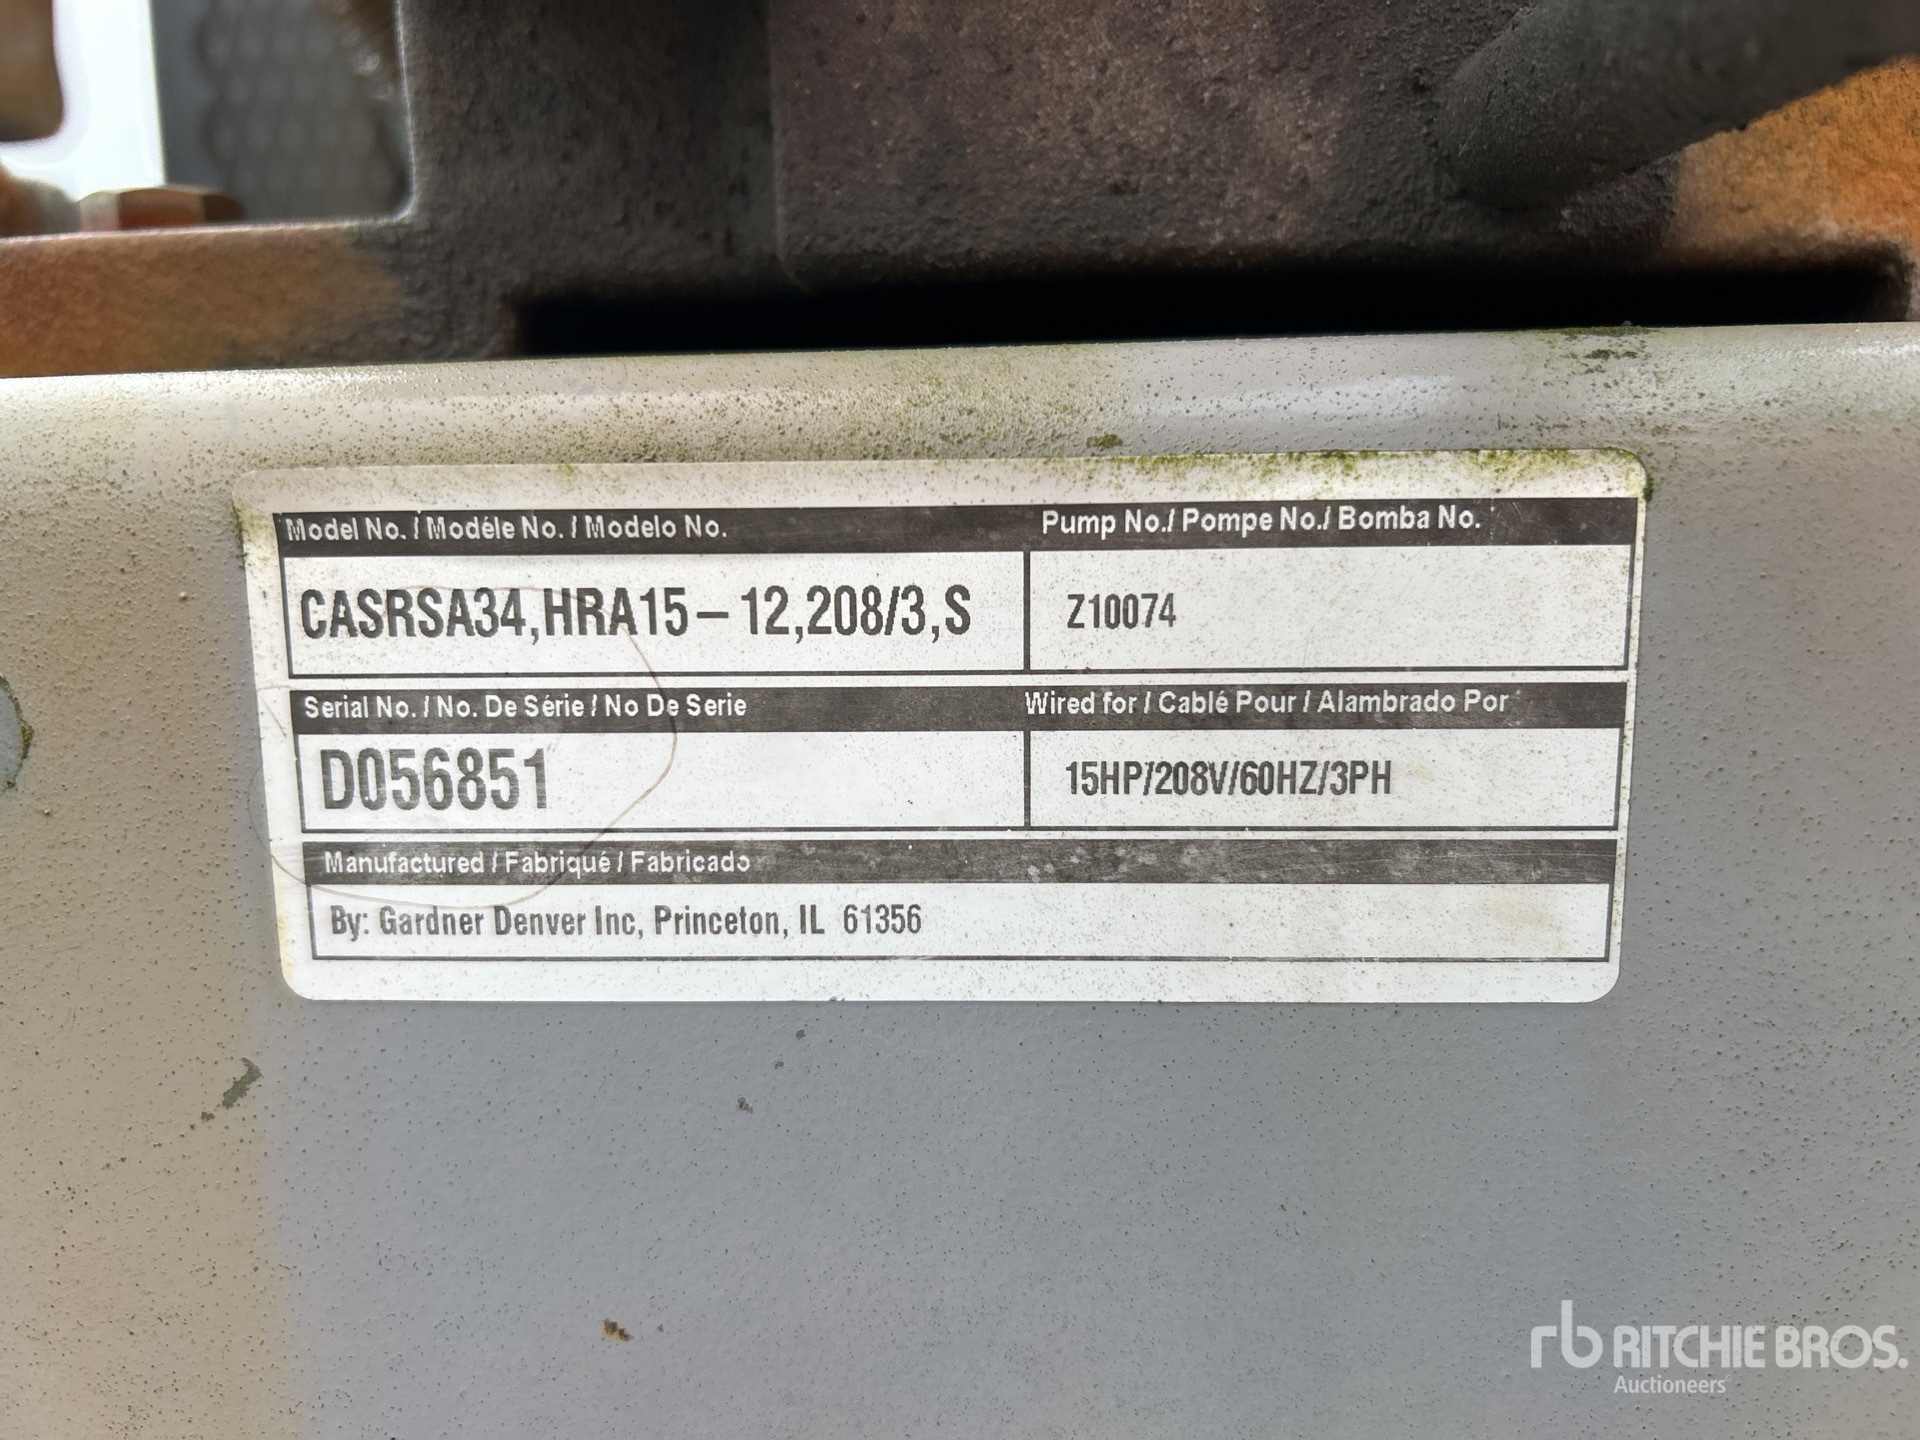 Model No. / Modéle No. / Modelo No.
Pump No./ Pompe No./ Bomba No.
CASRSA34,HRA15-12,208/3,S
Z10074
Serial No. / No. De Série / No De Serie
Wired for / Cablé Pour / Alambrado Por
D056851
15HP/208V/60HZ/3PH
Manufactured / Fabriqué / Fabricado
By: Gardner Denver Inc, Princeton, IL 61356
rb RITCHIE BROS.
Auctioneers